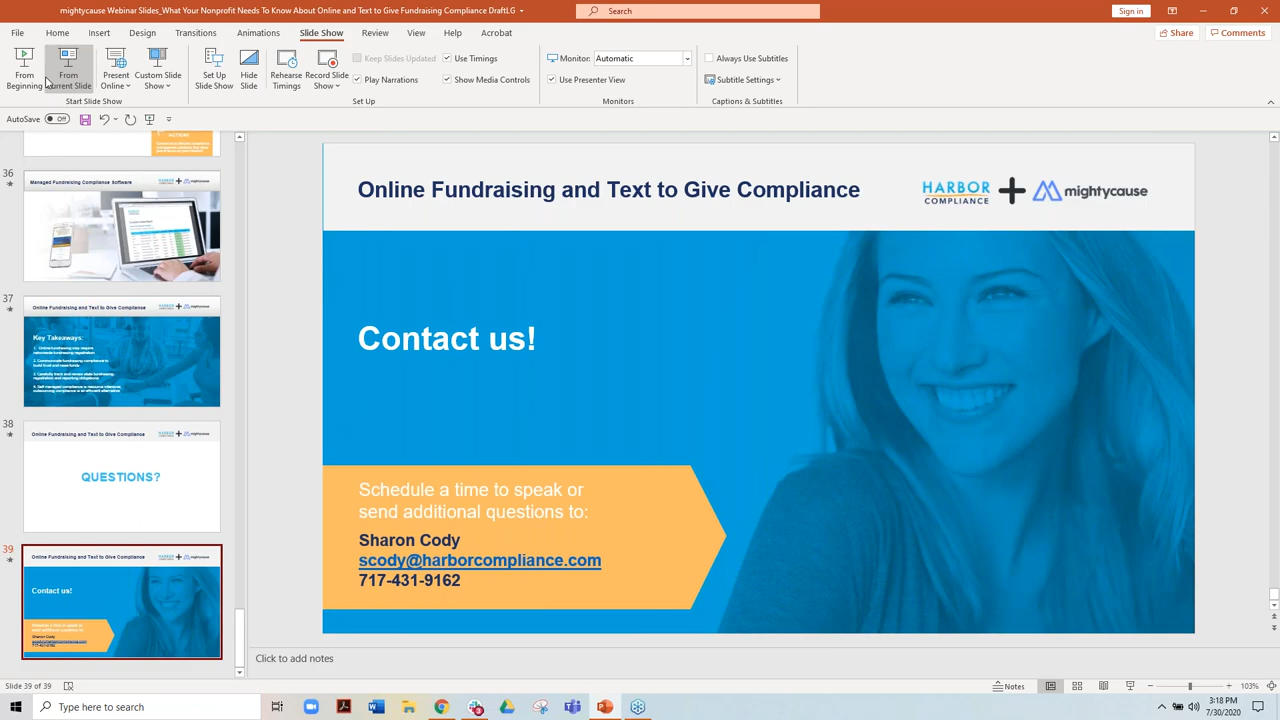 mightycause Webinar Slides_What Your Nonprofit Needs To Know About Online and Text to Give Fundraising Compliance DraftLG
Search
Sign in
File
Home
Insert
Design
Transitions
Animations
Slide Show
Review
View
Help
Acrobat
Share
Comments
From
Beginning
From
Current Slide
Present
Online
Custom Slide
Show
Set Up
Slide Show
Hide
Slide
Rehearse
Timings
Record Slide
Show
Keep Slides Updated
Play Narrations
Use Timings
Show Media Controls
Monitor:
Automatic
Use Presenter View
Always Use Subtitles
Subtitle Settings
Start Slide Show
Set Up
Monitors
Captions & Subtitles
AutoSave
Off
36
Managed Fundraising Compliance Software
37
Online Fundraising and Text to Give Compliance
Key Takeaways:
38
Online Fundraising and Text to Give Compliance
QUESTIONS?
39
Online Fundraising and Text to Give Compliance
Contact us!
Online Fundraising and Text to Give Compliance
HARBOR
COMPLIANCE
mightycause
Contact us!
Schedule a time to speak or
send additional questions to:
Sharon Cody
scody@harborcompliance.com
717-431-9162
Click to add notes
Slide 39 of 39
Notes
103%
Type here to search
3:18 PM
7/30/2020